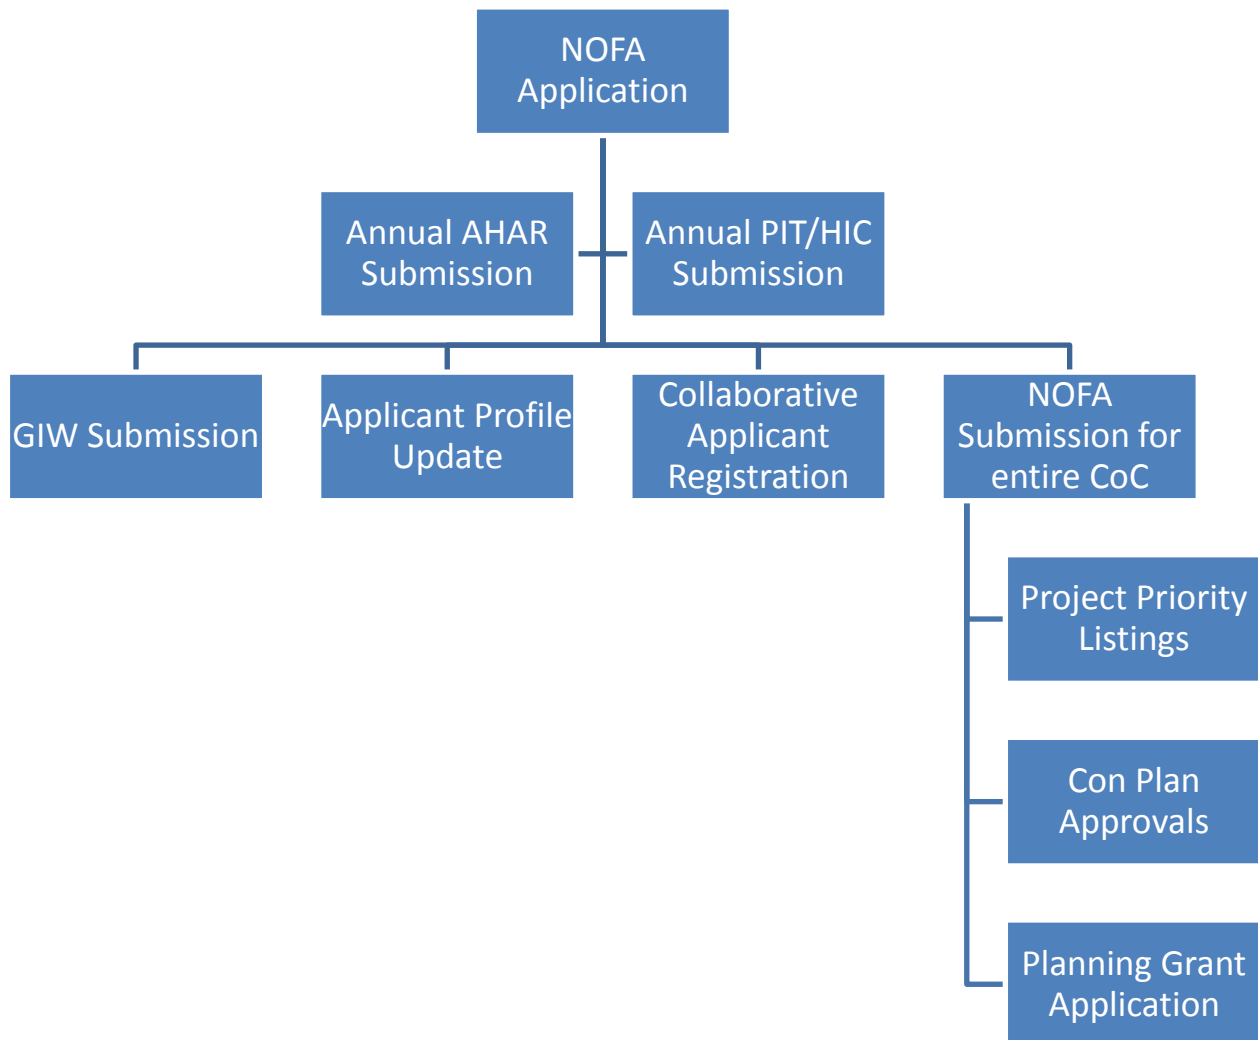 NOFA
Application
Annual AHAR
Submission
Annual PIT/HIC
Submission
GIW Submission
Applicant Profile
Update
Collaborative
Applicant
Registration
NOFA
Submission for
entire CoC
Project Priority
Listings
Con Plan
Approvals
Planning Grant
Application